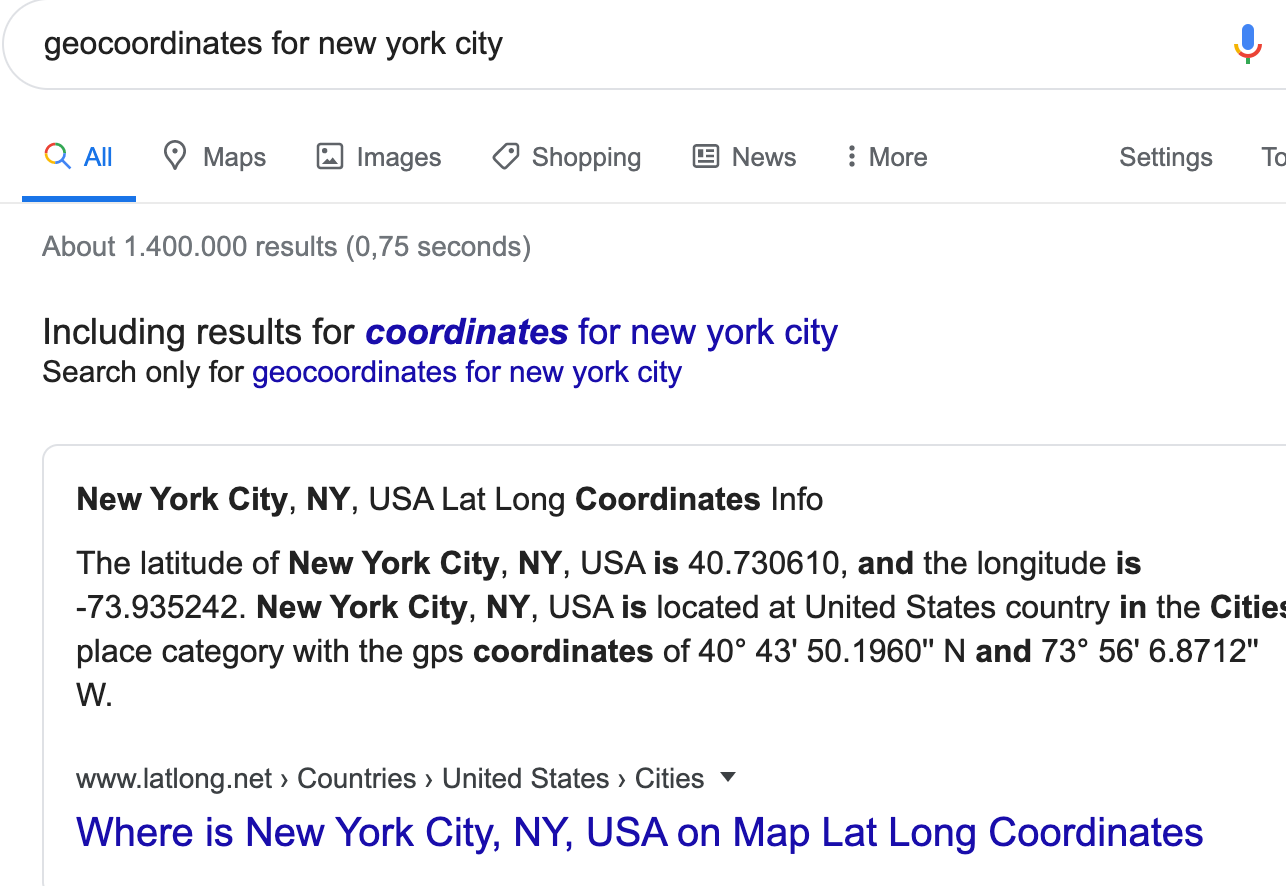 geocoordinates for new york city
All Maps Images Shopping News More Settings
About 1.400.000 results (0,75 seconds)
Including results for coordinates for new york city
Search only for geocoordinates for new york city
New York City, NY, USA Lat Long Coordinates Info
The latitude of New York City, NY, USA is 40.730610, and the longitude is
-73.935242. New York City, NY, USA is located at United States country in the Cities
place category with the gps coordinates of 40° 43' 50.1960" N and 73° 56' 6.8712"
W.
www.latlong.net › Countries › United States › Cities
Where is New York City, NY, USA on Map Lat Long Coordinates